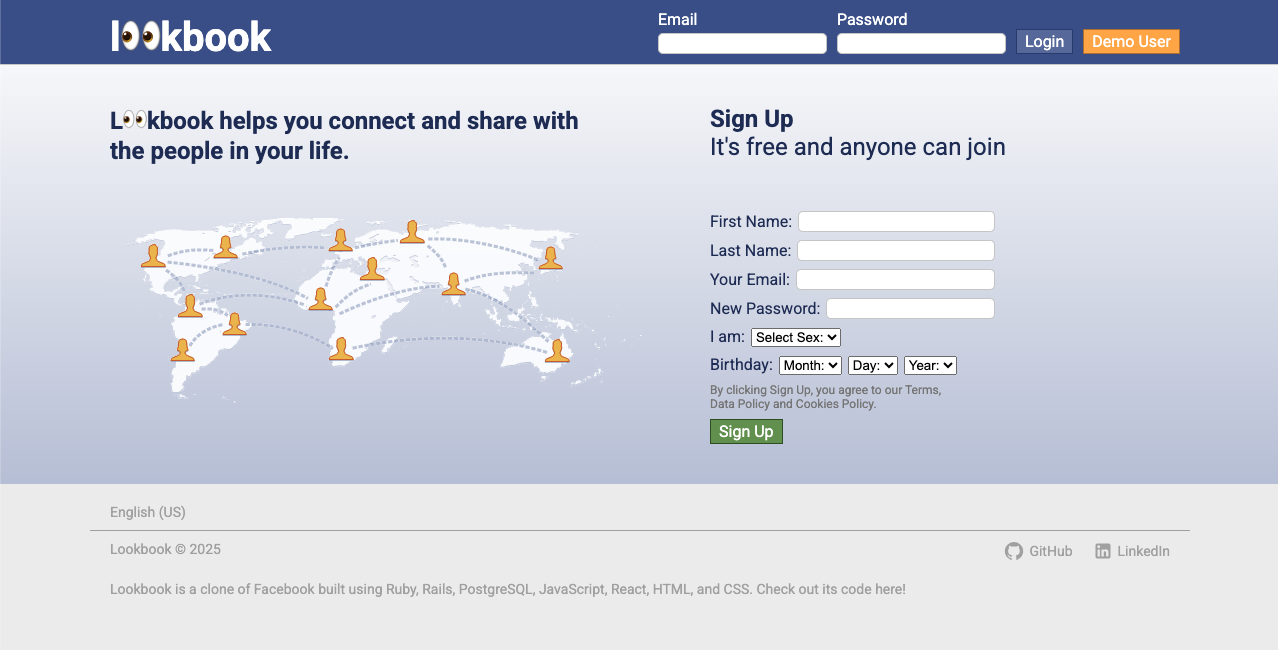 l👀kbook
Email
Password
Login
Demo User
L👀kbook helps you connect and share with
the people in your life.
Sign Up
It's free and anyone can join
First Name:
Last Name:
Your Email:
New Password:
I am: Select Sex:
Birthday: Month: Day: Year:
By clicking Sign Up, you agree to our Terms,
Data Policy and Cookies Policy.
Sign Up
English (US)
Lookbook © 2025
GitHub
LinkedIn
Lookbook is a clone of Facebook built using Ruby, Rails, PostgreSQL, JavaScript, React, HTML, and CSS. Check out its code here!